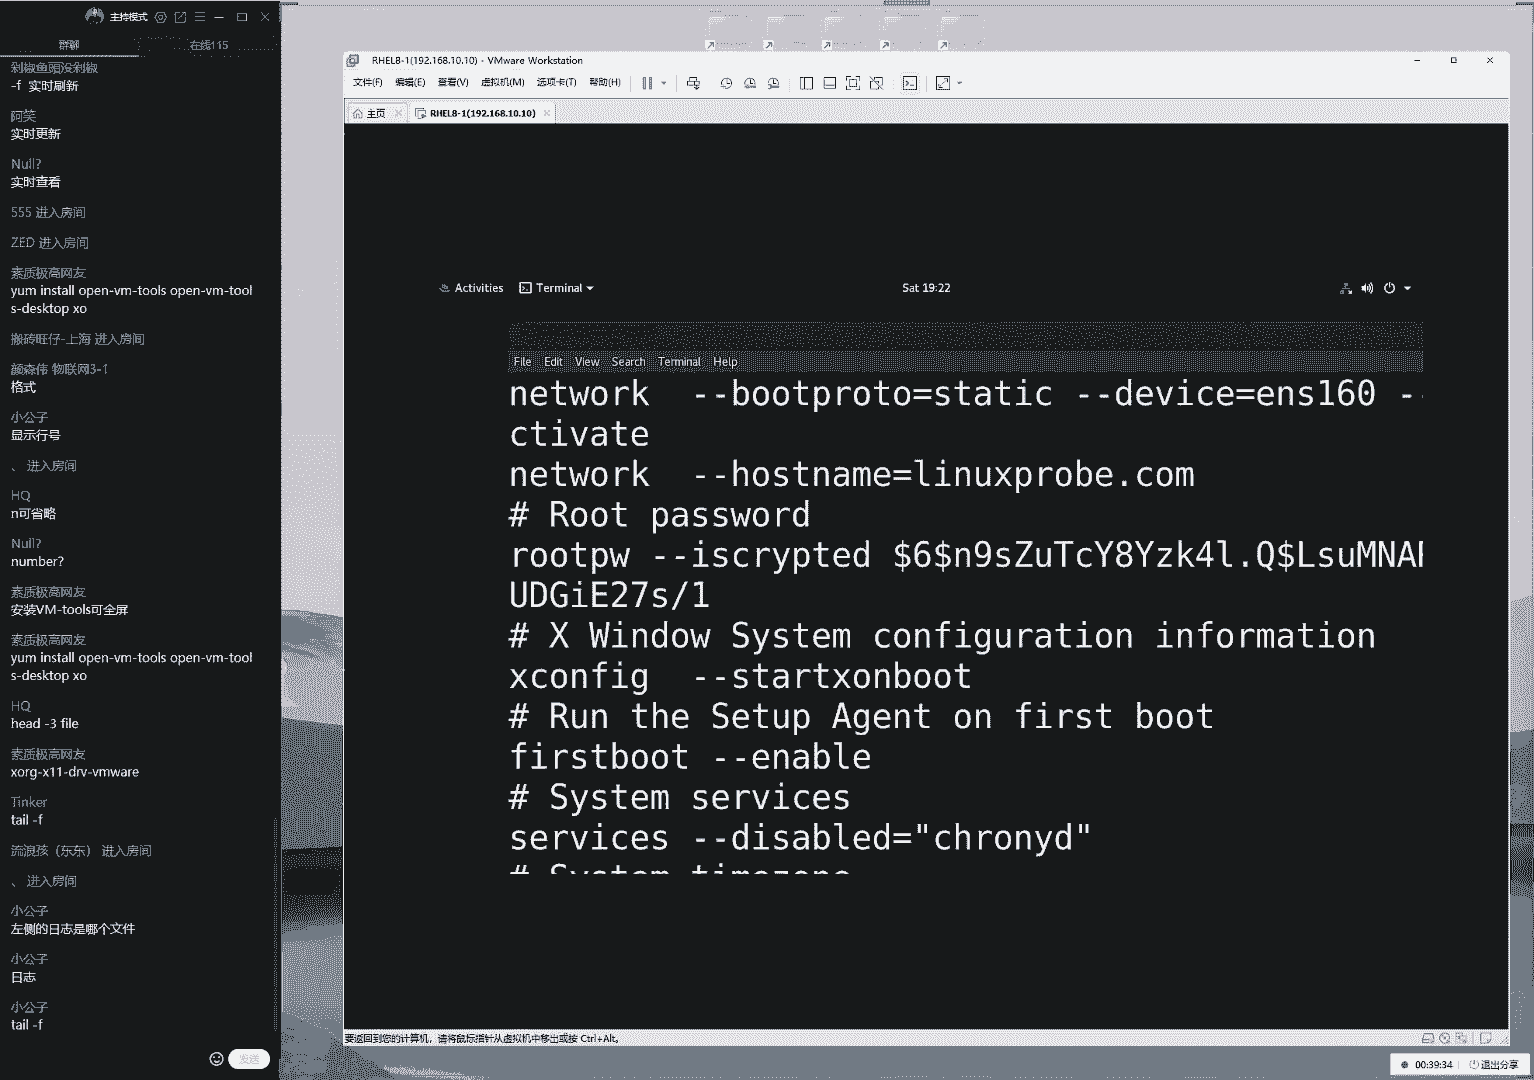 主持模式
群聊
在线115
剁椒鱼头没剁椒
-f 实时刷新
阿笑
实时更新
Null?
实时查看
555 进入房间
ZED 进入房间
素质极高网友
yum install open-vm-tools open-vm-tool
s-desktop xo
搬砖旺仔-上海 进入房间
颜森伟 物联网3-1
格式
小公子
显示行号
、 进入房间
HQ
n可省略
Null?
number?
素质极高网友
安装VM-tools可全屏
素质极高网友
yum install open-vm-tools open-vm-tool
s-desktop xo
HQ
head -3 file
素质极高网友
xorg-x11-drv-vmware
Tinker
tail -f
流浪孩（东东） 进入房间
、 进入房间
小公子
左侧的日志是哪个文件
小公子
日志
小公子
tail -f
发送
RHEL8-1(192.168.10.10) - VMware Workstation
文件(F) 编辑(E) 查看(V) 虚拟机(M) 选项卡(T) 帮助(H)
主页 RHEL8-1(192.168.10.10)
Activities Terminal Sat 19:22
File Edit View Search Terminal Help
network  --bootproto=static --device=ens160 -
ctivate
network  --hostname=linuxprobe.com
# Root password
rootpw --iscrypted $6$n9sZuTcY8Yzk4l.Q$LsuMNA
UDGiE27s/1
# X Window System configuration information
xconfig  --startxonboot
# Run the Setup Agent on first boot
firstboot --enable
# System services
services --disabled="chronyd"
# System timezone
要返回到您的计算机，请将鼠标指针从虚拟机中移出或按 Ctrl+Alt。
00:39:34 退出分享